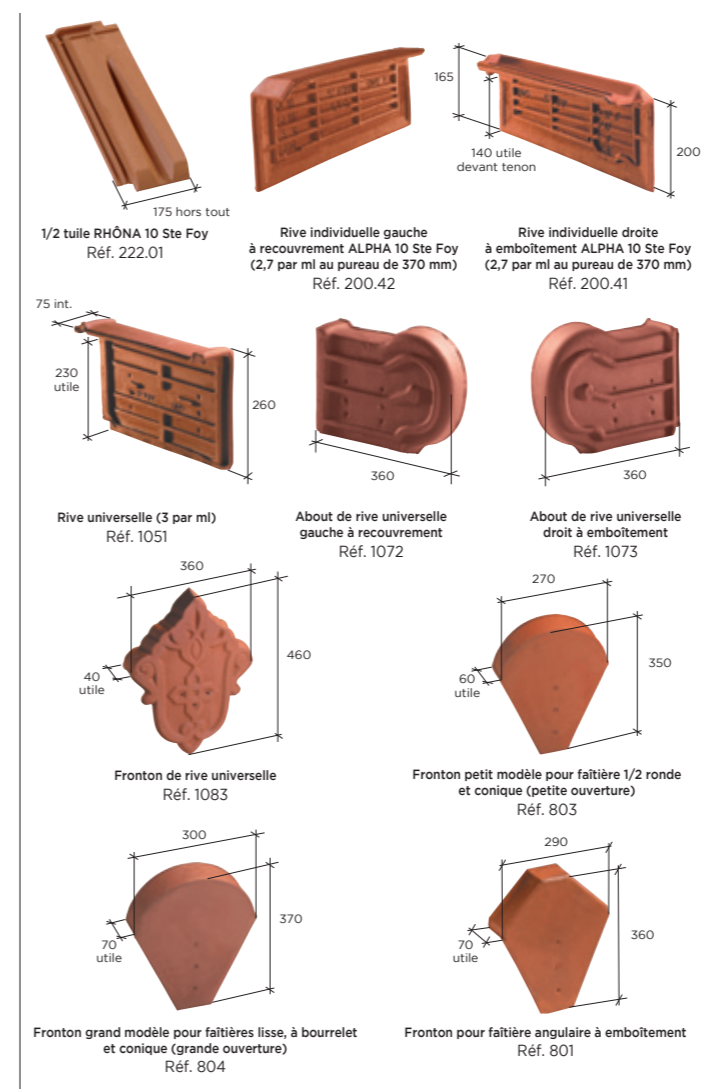 165
140 utile
devant tenon
200
175 hors tout
1/2 tuile RHÔNA 10 Ste Foy
Réf. 222.01
Rive individuelle gauche
à recouvrement ALPHA 10 Ste Foy
(2,7 par ml au pureau de 370 mm)
Réf. 200.42
Rive individuelle droite
à emboîtement ALPHA 10 Ste Foy
(2,7 par ml au pureau de 370 mm)
Réf. 200.41
75 int.
230
utile
260
360
360
Rive universelle (3 par ml)
Réf. 1051
About de rive universelle
gauche à recouvrement
Réf. 1072
About de rive universelle
droit à emboîtement
Réf. 1073
360
460
40
utile
270
350
60
utile
Fronton de rive universelle
Réf. 1083
Fronton petit modèle pour faîtière 1/2 ronde
et conique (petite ouverture)
Réf. 803
300
370
70
utile
290
360
70
utile
Fronton grand modèle pour faîtières lisse, à bourrelet
et conique (grande ouverture)
Réf. 804
Fronton pour faîtière angulaire à emboîtement
Réf. 801